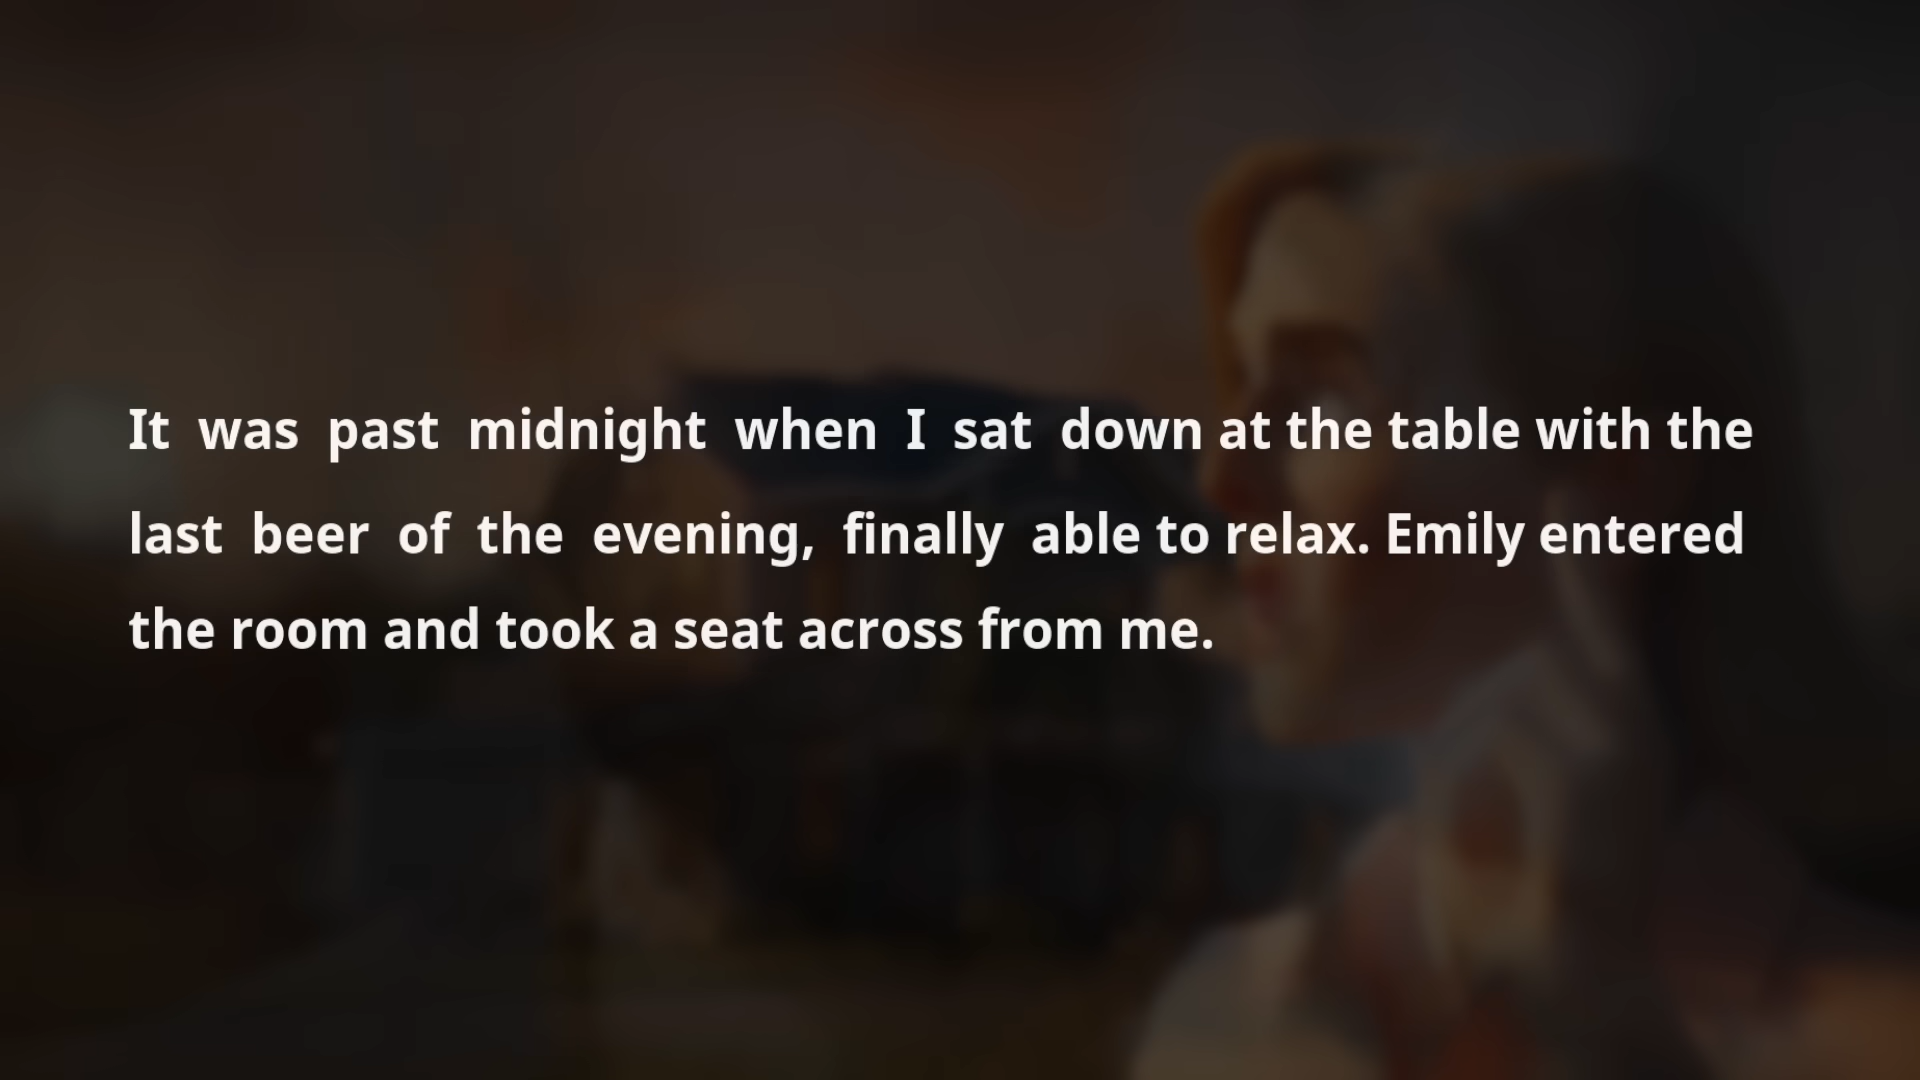 It was past midnight when I sat down at the table with the
last beer of the evening, finally able to relax. Emily entered
the room and took a seat across from me.